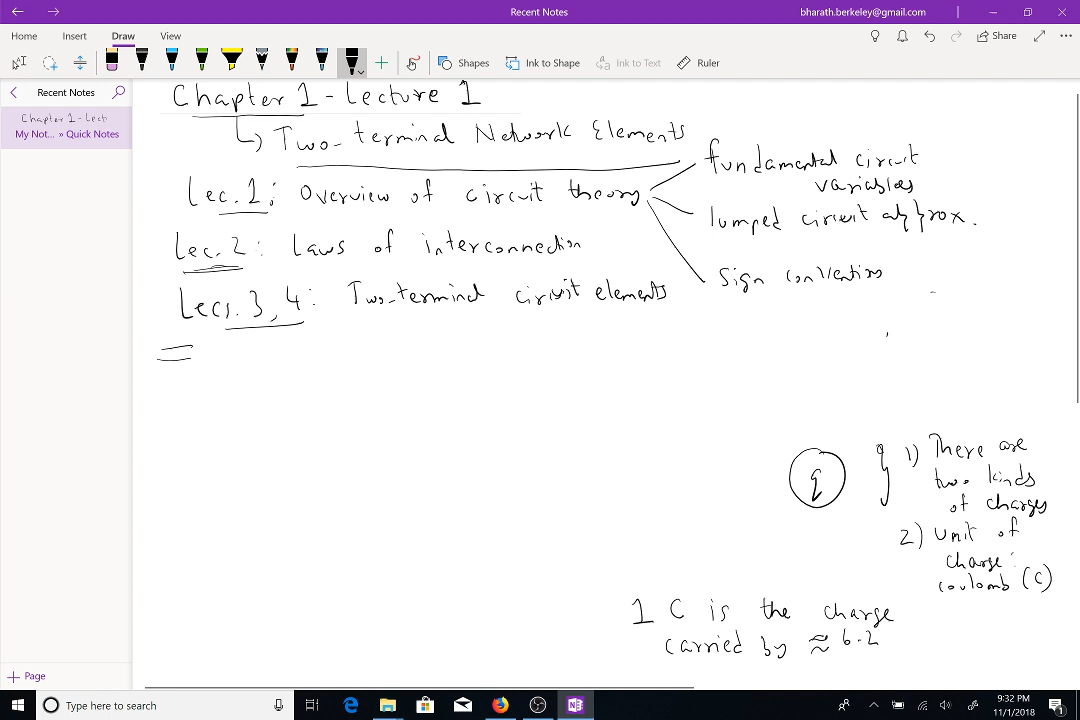 Recent Notes
bharath.berkeley@gmail.com
Home
Insert
Draw
View
Share
Shapes
Ink to Shape
Ink to Text
Ruler
Recent Notes
Chapter 1 - Lect
My Not... » Quick Notes
Chapter 1 - Lecture 1
Two-terminal Network Elements
Lec. 1: Overview of circuit theory
fundamental circuit
variables
lumped circuit approx.
Sign conventions
Lec. 2: Laws of interconnection
Lecs. 3, 4: Two-terminal circuit elements
q
1) There are
two kinds
of charges
2) Unit of
charge:
coulomb (C)
1 C is the charge
carried by ≈ 6.2
Page
Type here to search
9:32 PM
11/1/2018
1